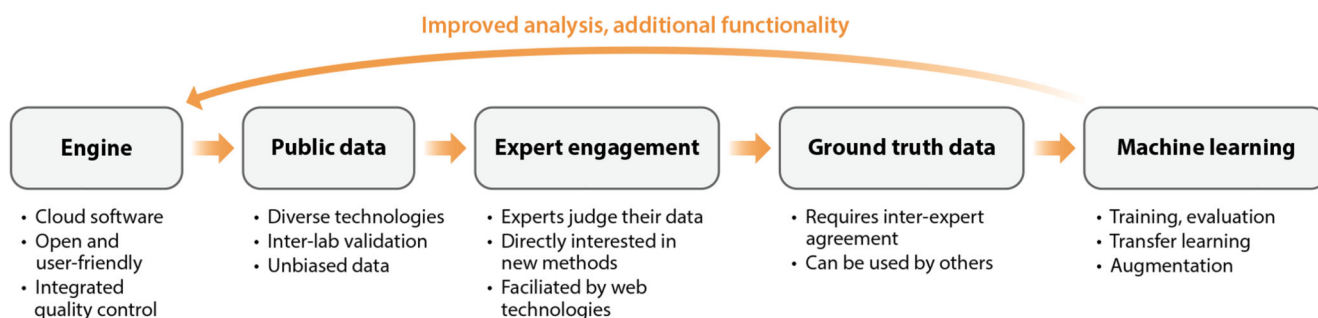 Improved analysis, additional functionality
Engine
Public data
Expert engagement
Ground truth data
Machine learning
• Cloud software
• Open and
user-friendly
• Integrated
quality control
• Diverse technologies
• Inter-lab validation
• Unbiased data
• Experts judge their data
• Directly interested in
new methods
• Faciliated by web
technologies
• Requires inter-expert
agreement
• Can be used by others
• Training, evaluation
• Transfer learning
• Augmentation